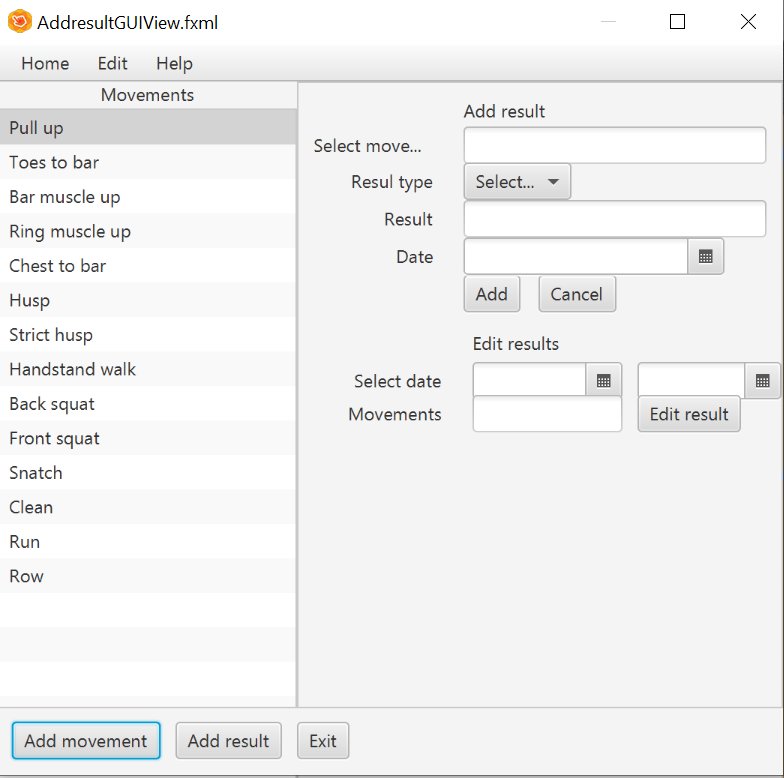 AddresultGUIView.fxml
Home Edit Help
Movements
Pull up
Toes to bar
Bar muscle up
Ring muscle up
Chest to bar
Husp
Strict husp
Handstand walk
Back squat
Front squat
Snatch
Clean
Run
Row
Add result
Select move...
Resul type Select...
Result
Date
Add Cancel
Edit results
Select date
Movements Edit result
Add movement Add result Exit